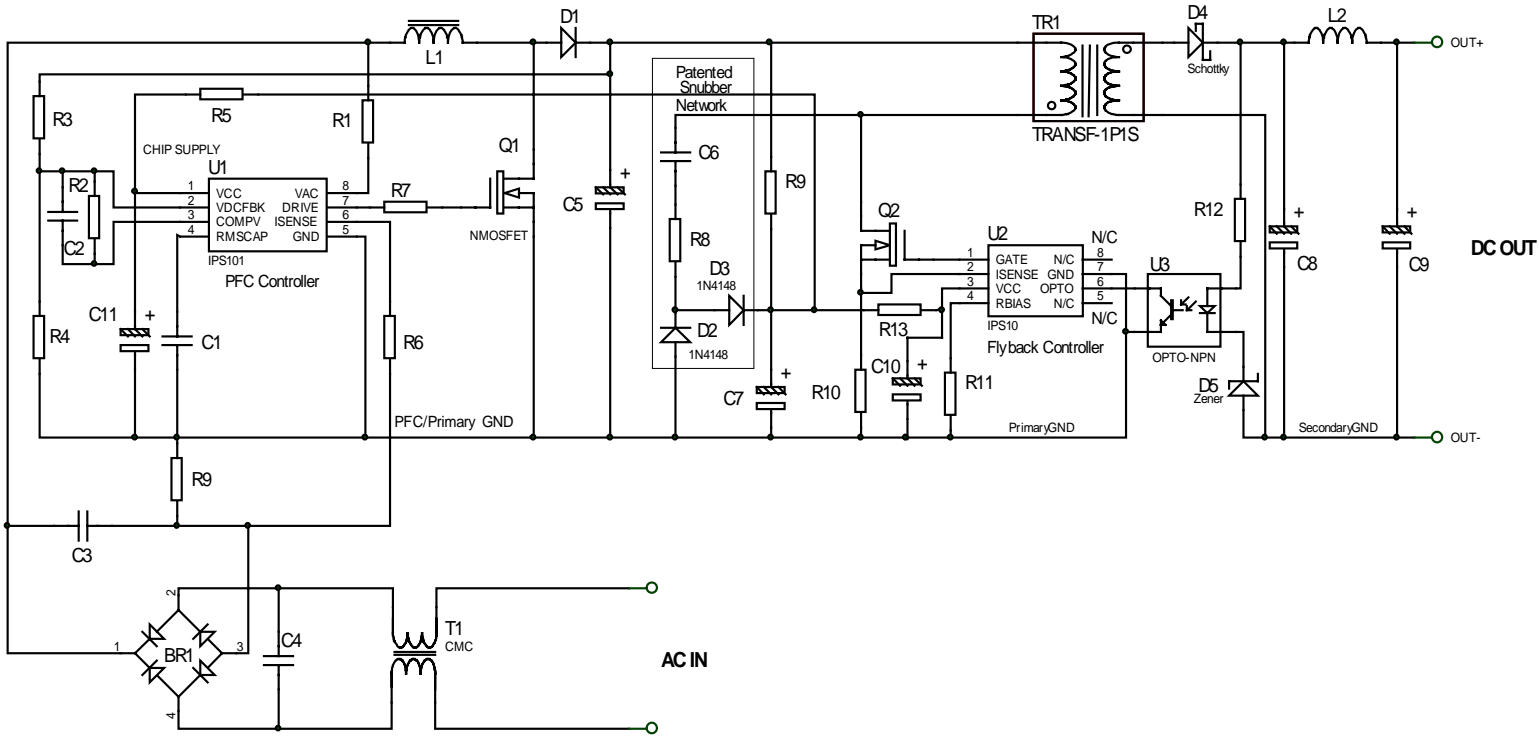 D1
L1
TR1
TRANSF-1P1S
D4
Schottky
L2
OUT+
Patented
Snubber
Network
R3
R5
R1
C6
CHIP SUPPLY
U1
Q1
R2
C2
1 VCC VAC 8
2 VDCFBK DRIVE 7
3 COMPV ISENSE 6
4 RMSCAP GND 5
IPS101
PFC Controller
R7
NMOSFET
+
C5
R9
R8
Q2
R12
+
C8
+
C9
DC OUT
U2
N/C
1 GATE N/C 8
2 ISENSE GND 7
3 VCC OPTO 6
4 RBIAS N/C 5
N/C
IPS10
Flyback Controller
U3
OPTO-NPN
D3
1N4148
D2
1N4148
R13
R4
C11
+
C1
R6
C7
+
R10
C10
+
R11
D5
Zener
PFC/Primary GND
PrimaryGND
SecondaryGND
OUT-
R9
C3
2
1
BR1
3
4
C4
T1
CMC
AC IN